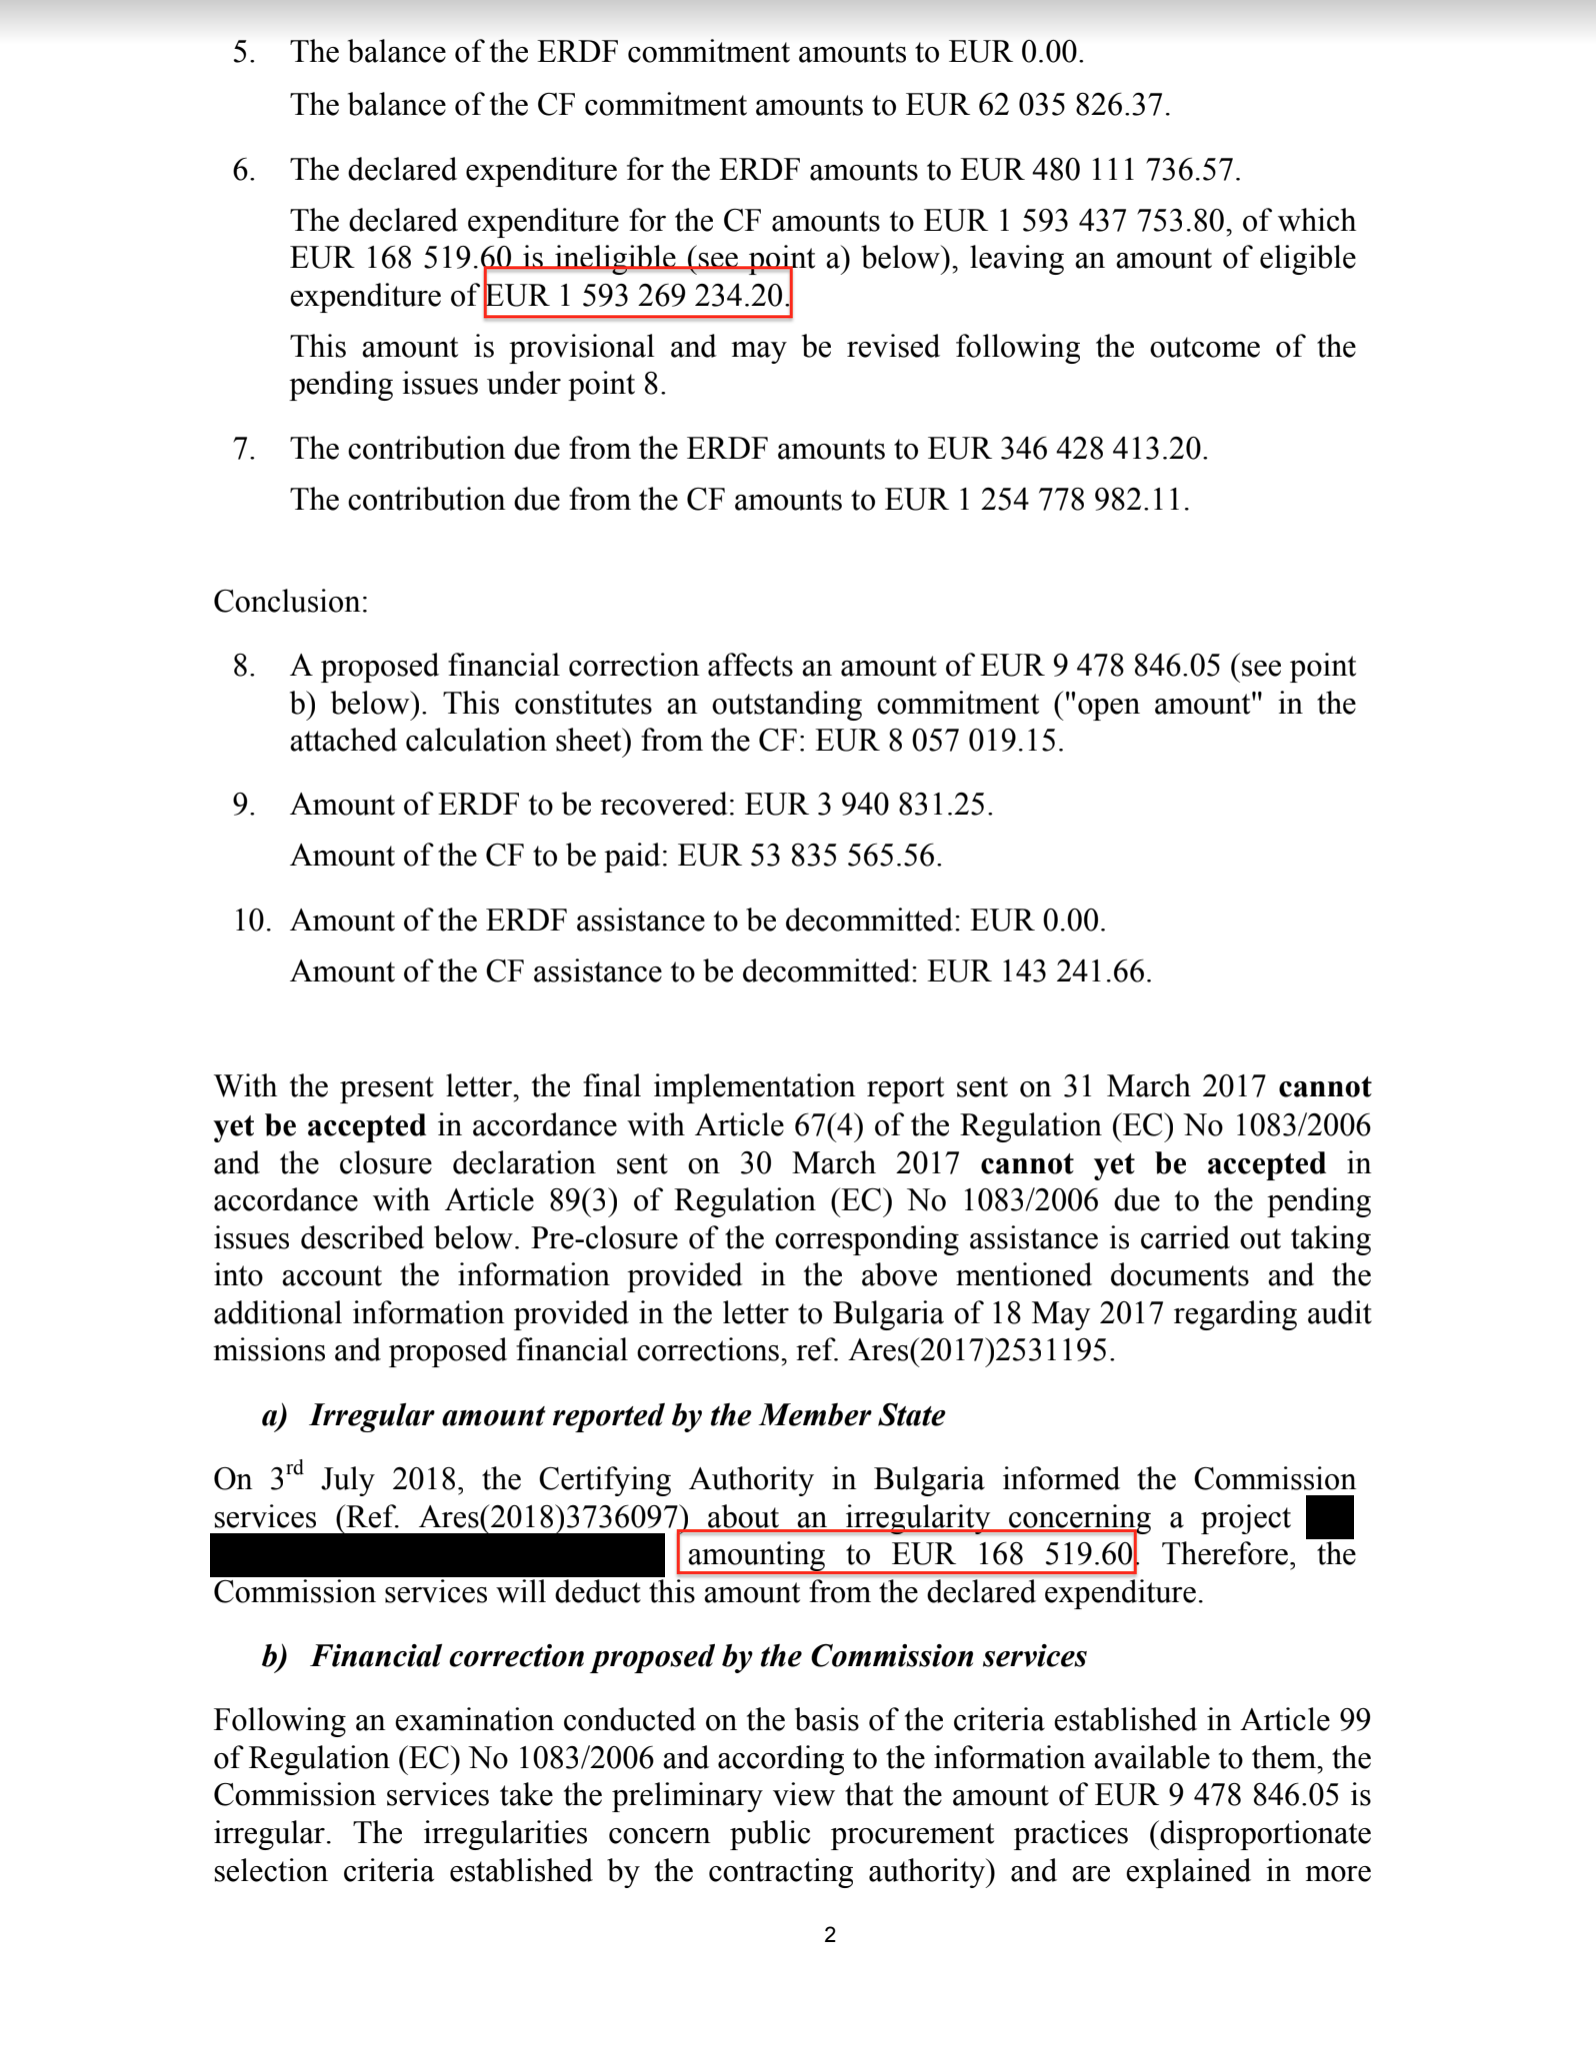 5. The balance of the ERDF commitment amounts to EUR 0.00.
The balance of the CF commitment amounts to EUR 62 035 826.37.
6. The declared expenditure for the ERDF amounts to EUR 480 111 736.57.
The declared expenditure for the CF amounts to EUR 1 593 437 753.80, of which
EUR 168 519.60 is ineligible (see point a) below), leaving an amount of eligible
expenditure of EUR 1 593 269 234.20.
This amount is provisional and may be revised following the outcome of the
pending issues under point 8.
7. The contribution due from the ERDF amounts to EUR 346 428 413.20.
The contribution due from the CF amounts to EUR 1 254 778 982.11.
Conclusion:
8. A proposed financial correction affects an amount of EUR 9 478 846.05 (see point
b) below). This constitutes an outstanding commitment ("open amount" in the
attached calculation sheet) from the CF: EUR 8 057 019.15.
9. Amount of ERDF to be recovered: EUR 3 940 831.25.
Amount of the CF to be paid: EUR 53 835 565.56.
10. Amount of the ERDF assistance to be decommitted: EUR 0.00.
Amount of the CF assistance to be decommitted: EUR 143 241.66.
With the present letter, the final implementation report sent on 31 March 2017 cannot
yet be accepted in accordance with Article 67(4) of the Regulation (EC) No 1083/2006
and the closure declaration sent on 30 March 2017 cannot yet be accepted in
accordance with Article 89(3) of Regulation (EC) No 1083/2006 due to the pending
issues described below. Pre-closure of the corresponding assistance is carried out taking
into account the information provided in the above mentioned documents and the
additional information provided in the letter to Bulgaria of 18 May 2017 regarding audit
missions and proposed financial corrections, ref. Ares(2017)2531195.
a) Irregular amount reported by the Member State
On 3rd July 2018, the Certifying Authority in Bulgaria informed the Commission
services (Ref. Ares(2018)3736097) about an irregularity concerning a project
amounting to EUR 168 519.60. Therefore, the
Commission services will deduct this amount from the declared expenditure.
b) Financial correction proposed by the Commission services
Following an examination conducted on the basis of the criteria established in Article 99
of Regulation (EC) No 1083/2006 and according to the information available to them, the
Commission services take the preliminary view that the amount of EUR 9 478 846.05 is
irregular. The irregularities concern public procurement practices (disproportionate
selection criteria established by the contracting authority) and are explained in more
2